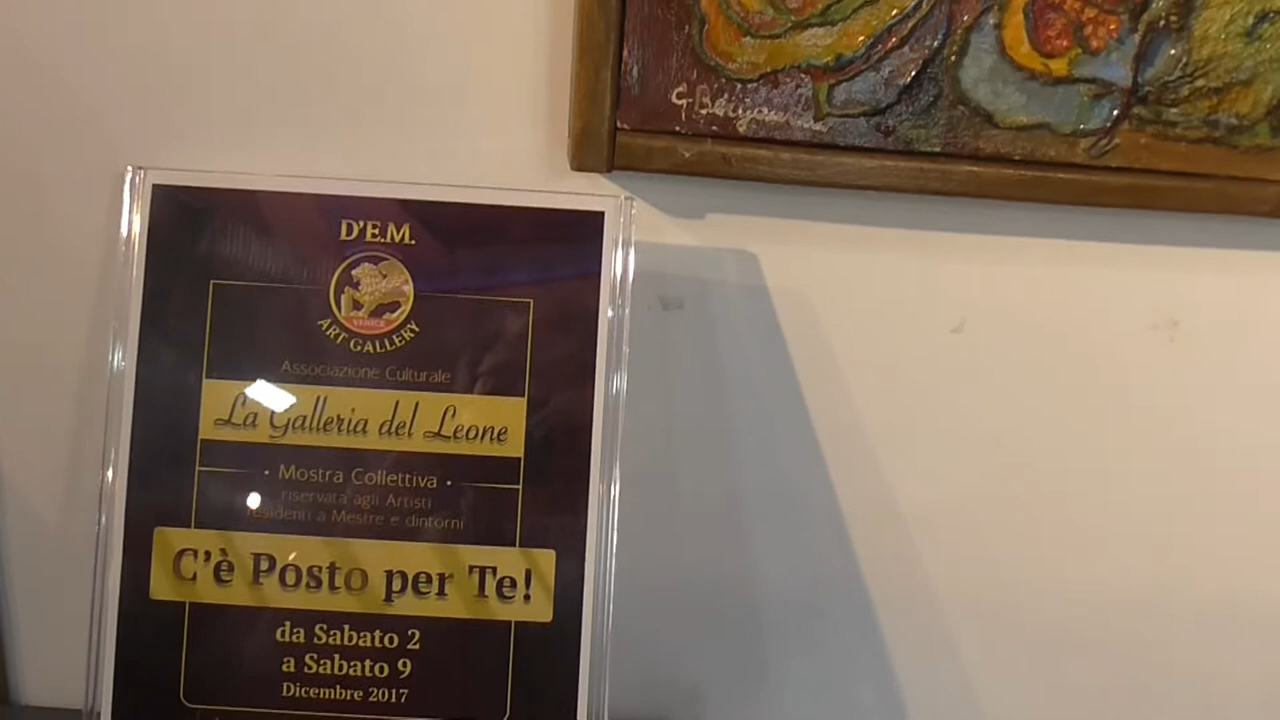 D'E.M.
VENICE
ART GALLERY
Associazione Culturale
La Galleria del Leone
• Mostra Collettiva •
riservata agli Artisti
residenti a Mestre e dintorni
C'è Posto per Te!
da Sabato 2
a Sabato 9
Dicembre 2017